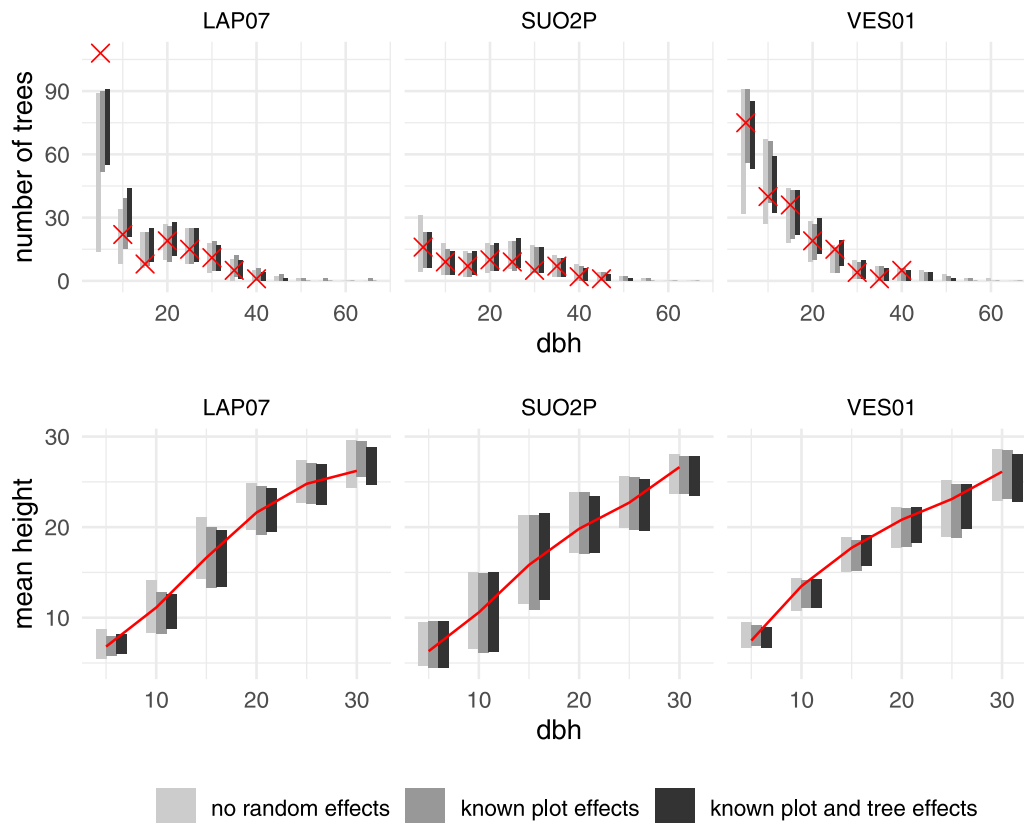 LAP07 SUO2P VES01
number of trees
90
60
30
0
20 40 60 20 40 60 20 40 60
dbh
LAP07 SUO2P VES01
mean height
30
20
10
10 20 30 10 20 30 10 20 30
dbh
no random effects known plot effects known plot and tree effects